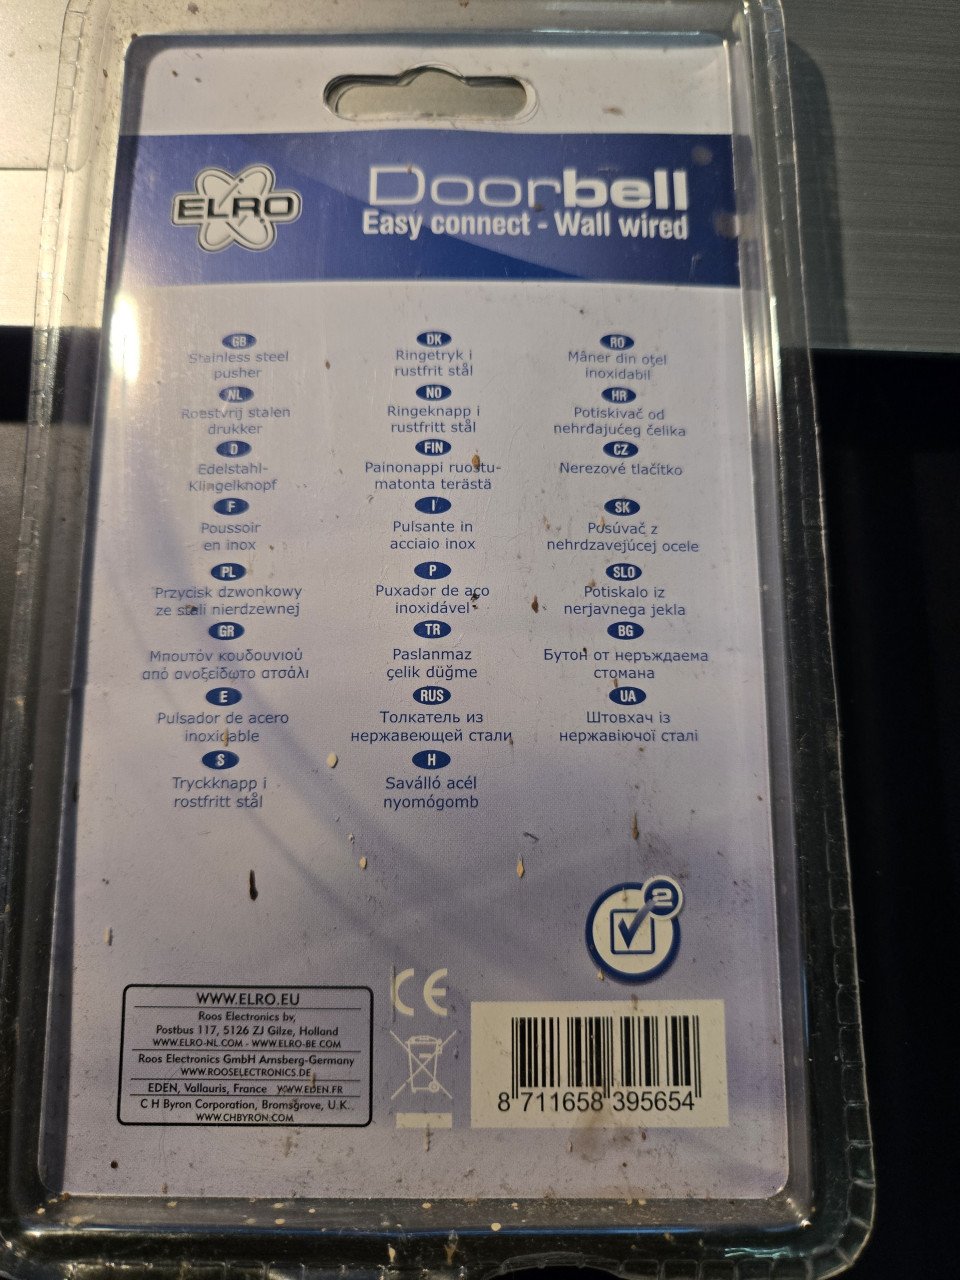 ELRO
Doorbell
Easy connect - Wall wired
GB
Stainless steel
pusher
NL
Roestvrij stalen
drukker
D
Edelstahl-
Klingelknopf
F
Poussoir
en inox
PL
Przycisk dzwonkowy
ze stali nierdzewnej
GR
Μπουτόν κουδουνιού
από ανοξείδωτο ατσάλι
E
Pulsador de acero
inoxidable
S
Tryckknapp i
rostfritt stål
DK
Ringetryk i
rustfrit stål
NO
Ringeknapp i
rustfritt stål
FIN
Painonappi ruostu-
matonta terästä
I
Pulsante in
acciaio inox
P
Puxador de aço
inoxidável
TR
Paslanmaz
çelik düğme
RUS
Толкатель из
нержавеющей стали
H
Saválló acél
nyomógomb
RO
Mâner din oţel
inoxidabil
HR
Potiskivač od
nehrđajućeg čelika
CZ
Nerezové tlačítko
SK
Posúvač z
nehrdzavejúcej ocele
SLO
Potiskalo iz
nerjavnega jekla
BG
Бутон от неръждаема
стомана
UA
Штовхач із
нержавіючої сталі
2
WWW.ELRO.EU
Roos Electronics bv,
Postbus 117, 5126 ZJ Gilze, Holland
WWW.ELRO-NL.COM - WWW.ELRO-BE.COM
Roos Electronics GmbH Arnsberg-Germany
WWW.ROOSELECTRONICS.DE
EDEN, Vallauris, France WWW.EDEN.FR
C H Byron Corporation, Bromsgrove, U.K.
WWW.CHBYRON.COM
CE
8 711658 395654